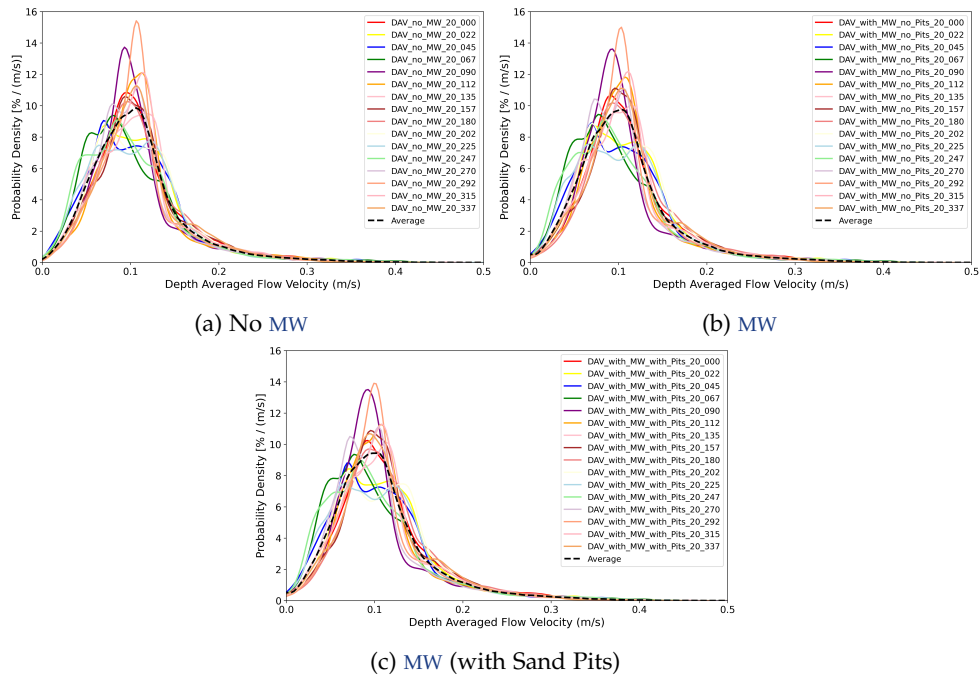 16
14
12
10
8
6
4
2
0
Probability Density [% / (m/s)]
DAV_no_MW_20_000
DAV_no_MW_20_022
DAV_no_MW_20_045
DAV_no_MW_20_067
DAV_no_MW_20_090
DAV_no_MW_20_112
DAV_no_MW_20_135
DAV_no_MW_20_157
DAV_no_MW_20_180
DAV_no_MW_20_202
DAV_no_MW_20_225
DAV_no_MW_20_247
DAV_no_MW_20_270
DAV_no_MW_20_292
DAV_no_MW_20_315
DAV_no_MW_20_337
Average
0.0 0.1 0.2 0.3 0.4 0.5
Depth Averaged Flow Velocity (m/s)
(a) No MW
16
14
12
10
8
6
4
2
0
Probability Density [% / (m/s)]
DAV_with_MW_no_Pits_20_000
DAV_with_MW_no_Pits_20_022
DAV_with_MW_no_Pits_20_045
DAV_with_MW_no_Pits_20_067
DAV_with_MW_no_Pits_20_090
DAV_with_MW_no_Pits_20_112
DAV_with_MW_no_Pits_20_135
DAV_with_MW_no_Pits_20_157
DAV_with_MW_no_Pits_20_180
DAV_with_MW_no_Pits_20_202
DAV_with_MW_no_Pits_20_225
DAV_with_MW_no_Pits_20_247
DAV_with_MW_no_Pits_20_270
DAV_with_MW_no_Pits_20_292
DAV_with_MW_no_Pits_20_315
DAV_with_MW_no_Pits_20_337
Average
0.0 0.1 0.2 0.3 0.4 0.5
Depth Averaged Flow Velocity (m/s)
(b) MW
16
14
12
10
8
6
4
2
0
Probability Density [% / (m/s)]
DAV_with_MW_with_Pits_20_000
DAV_with_MW_with_Pits_20_022
DAV_with_MW_with_Pits_20_045
DAV_with_MW_with_Pits_20_067
DAV_with_MW_with_Pits_20_090
DAV_with_MW_with_Pits_20_112
DAV_with_MW_with_Pits_20_135
DAV_with_MW_with_Pits_20_157
DAV_with_MW_with_Pits_20_180
DAV_with_MW_with_Pits_20_202
DAV_with_MW_with_Pits_20_225
DAV_with_MW_with_Pits_20_247
DAV_with_MW_with_Pits_20_270
DAV_with_MW_with_Pits_20_292
DAV_with_MW_with_Pits_20_315
DAV_with_MW_with_Pits_20_337
Average
0.0 0.1 0.2 0.3 0.4 0.5
Depth Averaged Flow Velocity (m/s)
(c) MW (with Sand Pits)